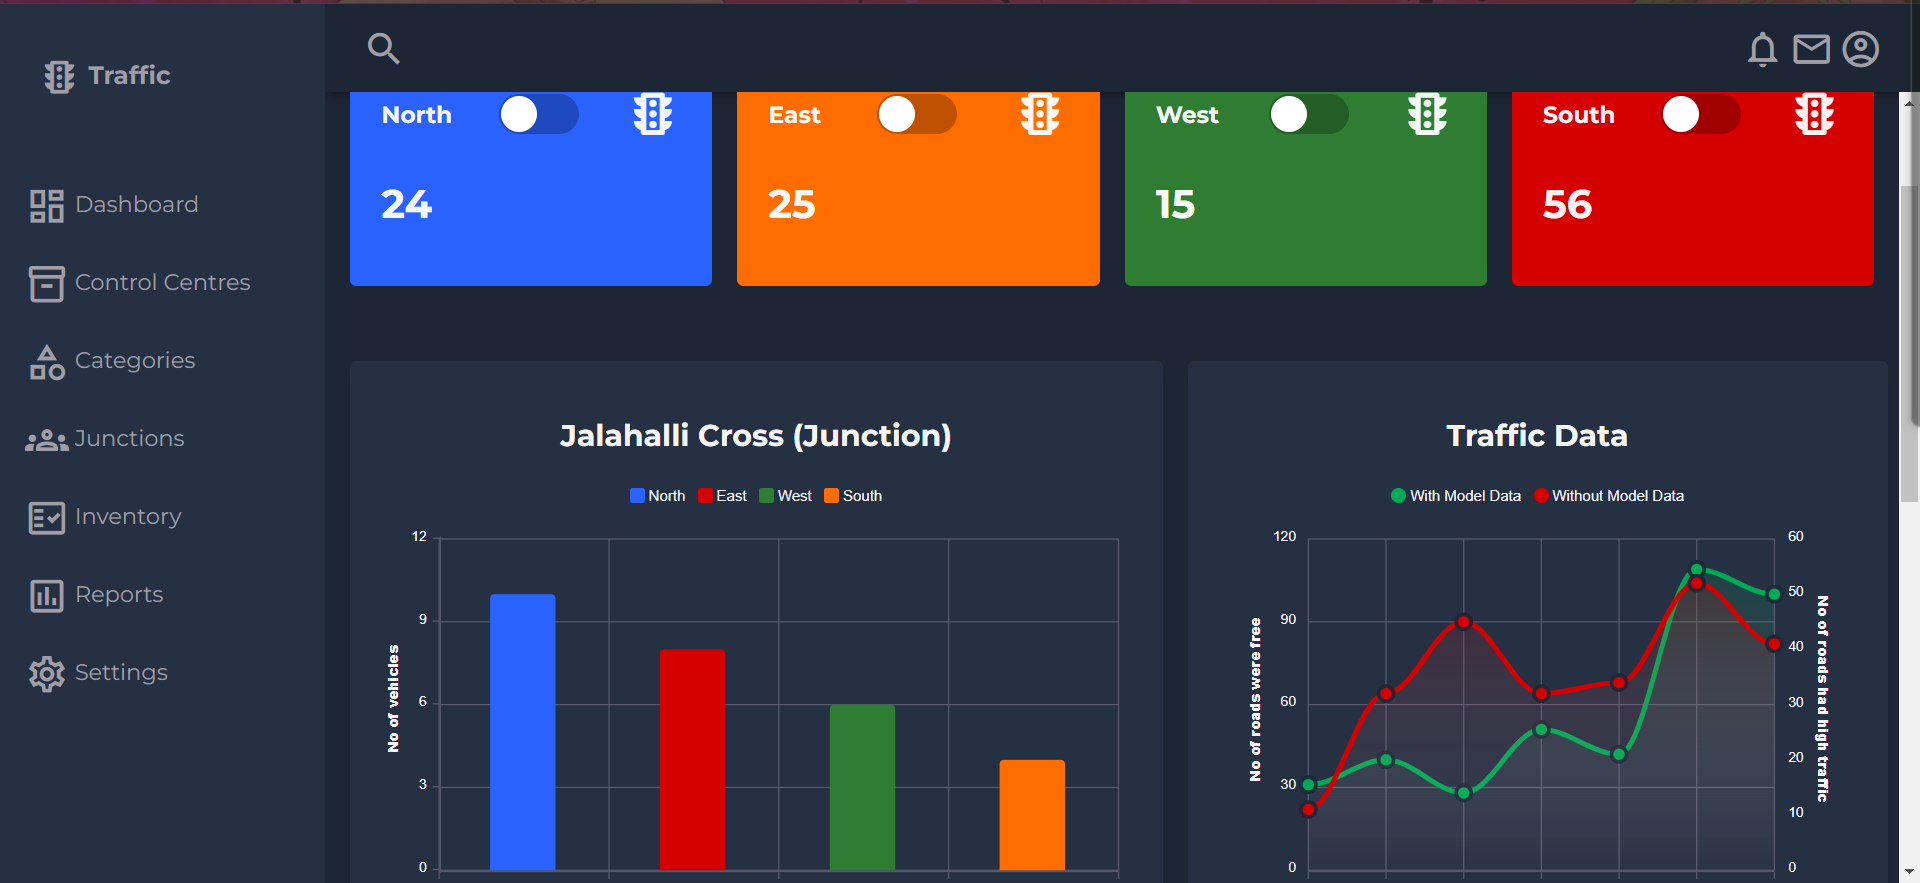 Traffic
Dashboard
Control Centres
Categories
Junctions
Inventory
Reports
Settings
North
East
West
South
24
25
15
56
Jalahalli Cross (Junction)
North East West South
12
9
6
3
0
No of vehicles
Traffic Data
With Model Data Without Model Data
120
90
60
30
0
No of roads were free
60
50
40
30
20
10
0
No of roads had high traffic